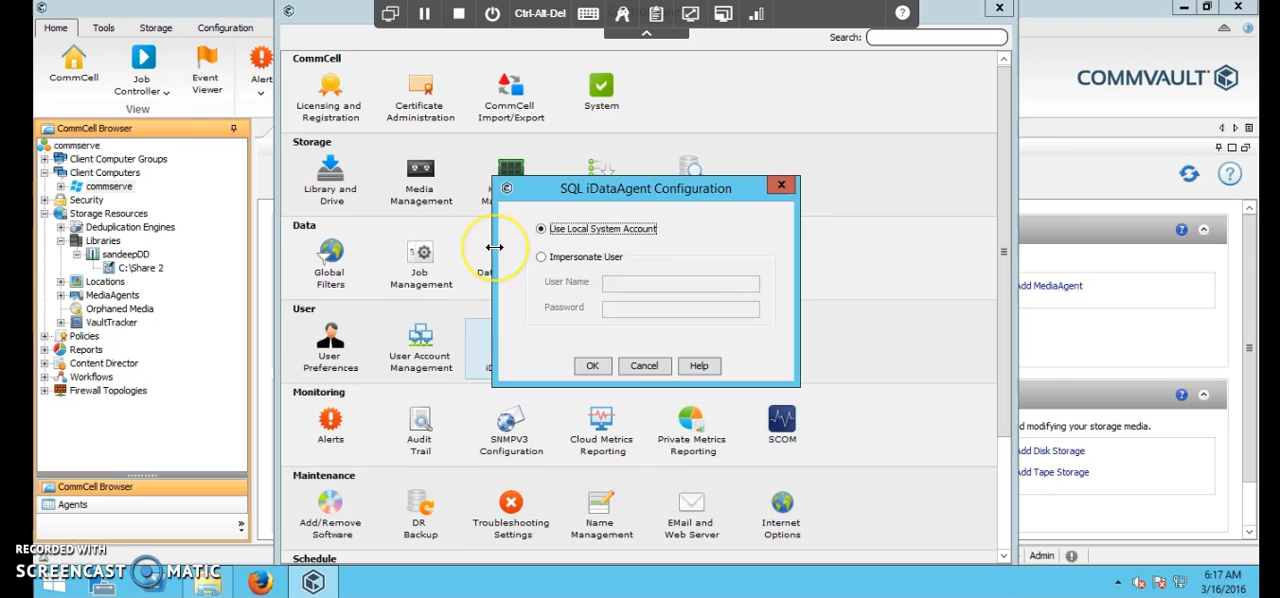 Ctrl-Alt-Del
?
Home
Tools
Storage
Configuration
Search:
CommCell
Job
Controller
Event
Viewer
Alert
View
COMMVAULT
CommCell Browser
commserve
Client Computer Groups
Client Computers
commserve
Security
Storage Resources
Deduplication Engines
Libraries
sandeepDD
C:\Share 2
Locations
MediaAgents
Orphaned Media
VaultTracker
Policies
Reports
Content Director
Workflows
Firewall Topologies
CommCell Browser
Agents
CommCell
Licensing and
Registration
Certificate
Administration
CommCell
Import/Export
System
Storage
Library and
Drive
Media
Management
Data
Global
Filters
Job
Management
User
User
Preferences
User Account
Management
Monitoring
Alerts
Audit
Trail
SNMPV3
Configuration
Cloud Metrics
Reporting
Private Metrics
Reporting
SCOM
Maintenance
Add/Remove
Software
DR
Backup
Troubleshooting
Settings
Name
Management
EMail and
Web Server
Internet
Options
Schedule
SQL iDataAgent Configuration
Use Local System Account
Impersonate User
User Name
Password
OK
Cancel
Help
dd MediaAgent
d modifying your storage media.
dd Disk Storage
dd Tape Storage
Admin
RECORDED WITH
SCREENCAST MATIC
6:17 AM
3/16/2016